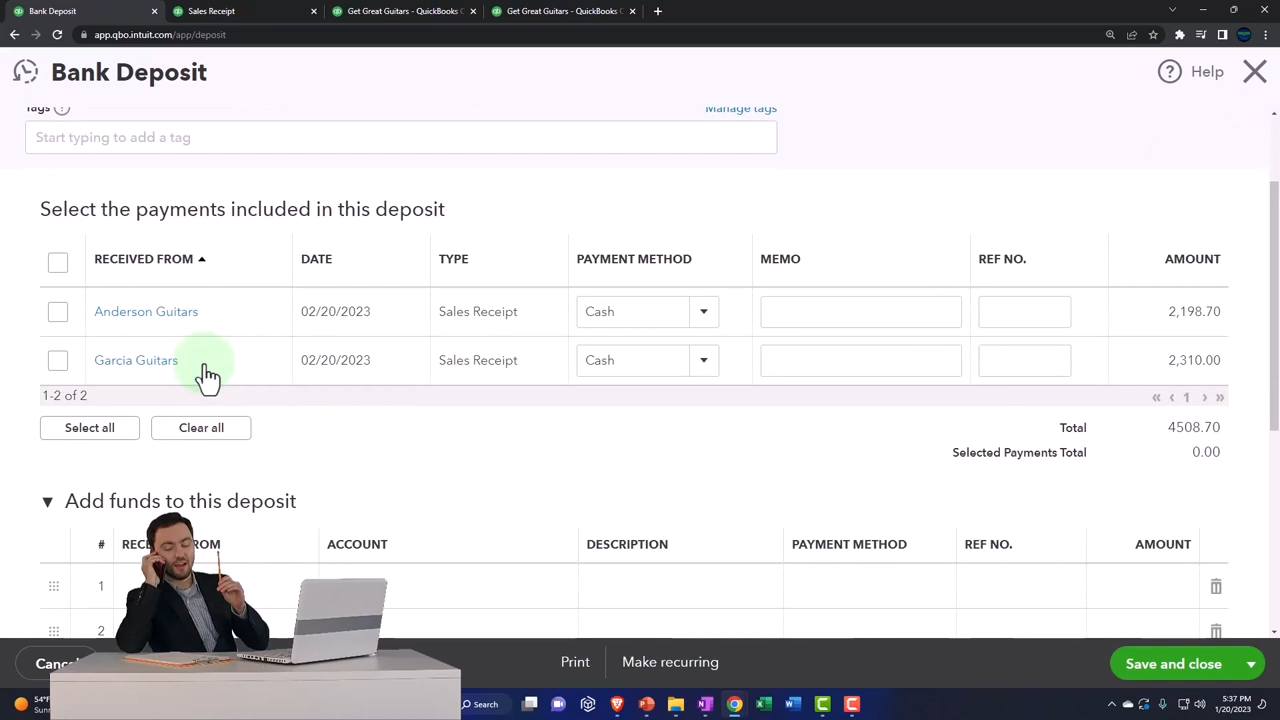 Bank Deposit
Sales Receipt
Get Great Guitars - QuickBooks C
Get Great Guitars - QuickBooks C
app.qbo.intuit.com/app/deposit
Bank Deposit
Help
Tags ?
Manage tags
Start typing to add a tag
Select the payments included in this deposit
RECEIVED FROM DATE TYPE PAYMENT METHOD MEMO REF NO. AMOUNT
Anderson Guitars 02/20/2023 Sales Receipt Cash 2,198.70
Garcia Guitars 02/20/2023 Sales Receipt Cash 2,310.00
1-2 of 2
1
Select all Clear all
Total 4508.70
Selected Payments Total 0.00
Add funds to this deposit
# ACCOUNT DESCRIPTION PAYMENT METHOD REF NO. AMOUNT
1
2
Print Make recurring Save and close
54°F
Search
5:37 PM
1/20/2023